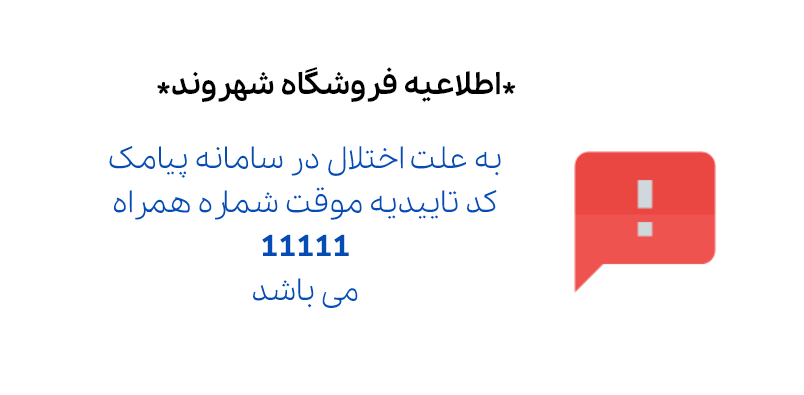 *اطلاعیه فروشگاه شهروند*
به علت اختلال در سامانه پیامک
کد تاییدیه موقت شماره همراه
11111
می باشد